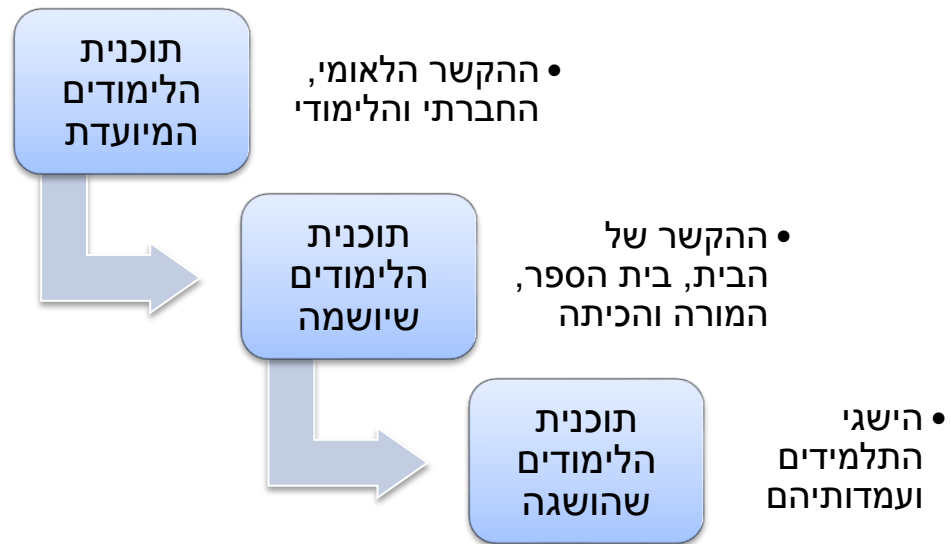 תוכנית
הלימודים
המיועדת
• ההקשר הלאומי,
החברתי והלימודי
תוכנית
הלימודים
שיושמה
• ההקשר של
הבית, בית הספר,
המורה והכיתה
תוכנית
הלימודים
שהושגה
• הישגי
התלמידים
ועמדותיהם